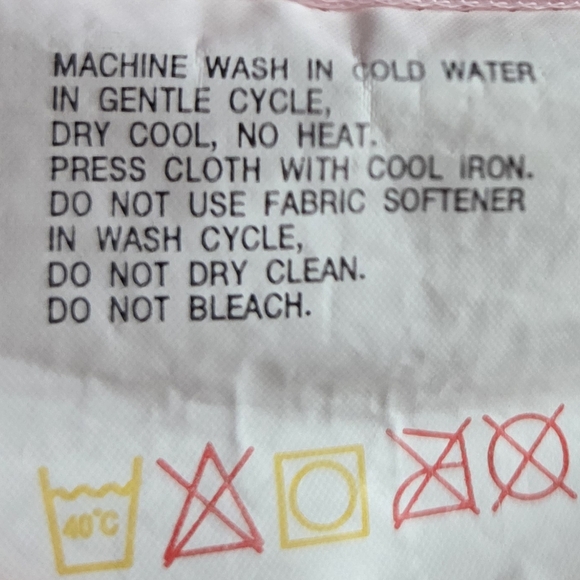 MACHINE WASH IN COLD WATER
IN GENTLE CYCLE,
DRY COOL, NO HEAT.
PRESS CLOTH WITH COOL IRON.
DO NOT USE FABRIC SOFTENER
IN WASH CYCLE,
DO NOT DRY CLEAN.
DO NOT BLEACH.
40°C